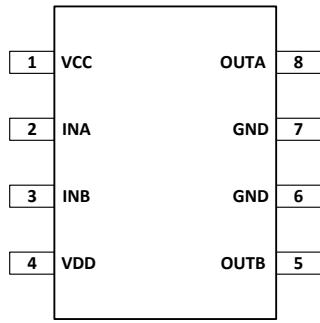 1 VCC OUTA 8
2 INA GND 7
3 INB GND 6
4 VDD OUTB 5